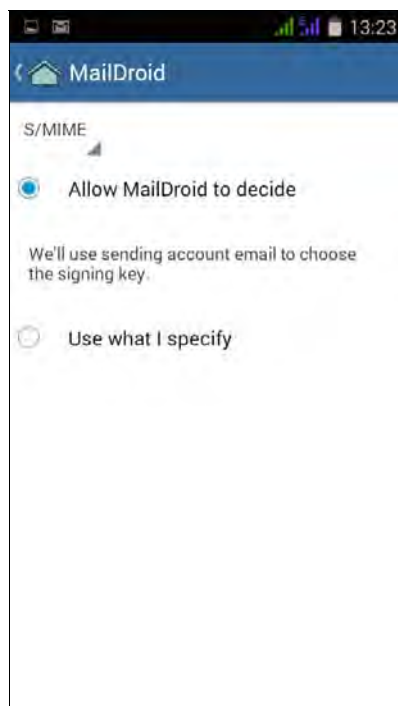 13:23
MailDroid
S/MIME
Allow MailDroid to decide
We'll use sending account email to choose
the signing key.
Use what I specify